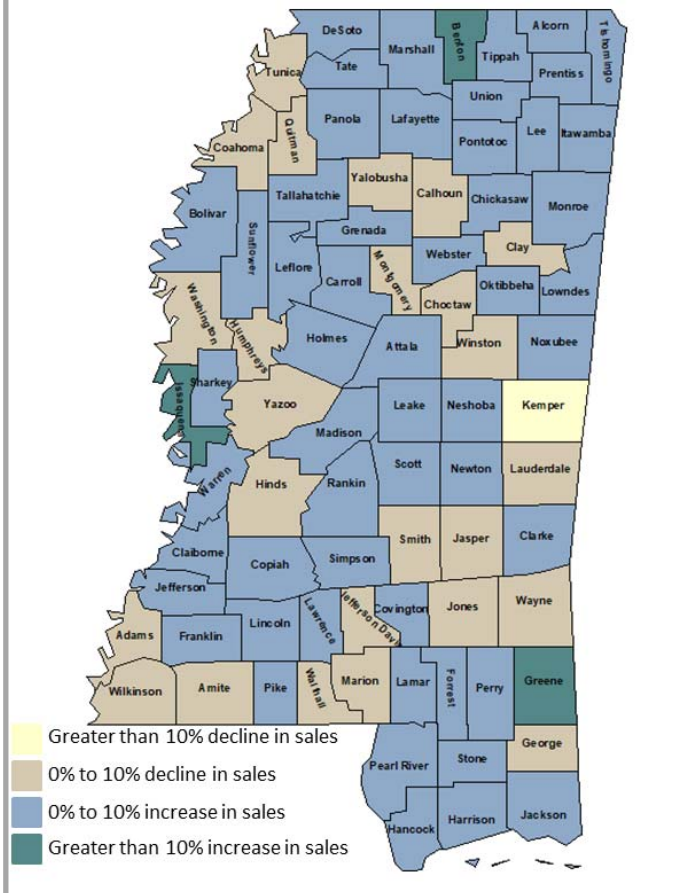 DeSoto
Marshall
Benton
Tippah
Alcorn
Tishomingo
Prentiss
Tunica
Tate
Union
Panola
Lafayette
Pontotoc
Lee
Itawamba
Quitman
Coahoma
Yalobusha
Calhoun
Chickasaw
Monroe
Tallahatchie
Bolivar
Sunflower
Grenada
Clay
Leflore
Carroll
Montgomery
Webster
Oktibbeha
Lowndes
Choctaw
Washington
Humphreys
Holmes
Attala
Winston
Noxubee
Sharkey
Issaquena
Yazoo
Leake
Neshoba
Kemper
Madison
Scott
Newton
Lauderdale
Warren
Hinds
Rankin
Smith
Jasper
Clarke
Claiborne
Copiah
Simpson
Jefferson
Lawrence
Jefferson Davis
Covington
Jones
Wayne
Adams
Franklin
Lincoln
Wilkinson
Amite
Pike
Walthall
Marion
Lamar
Forrest
Perry
Greene
George
Pearl River
Stone
Hancock
Harrison
Jackson
Greater than 10% decline in sales
0% to 10% decline in sales
0% to 10% increase in sales
Greater than 10% increase in sales